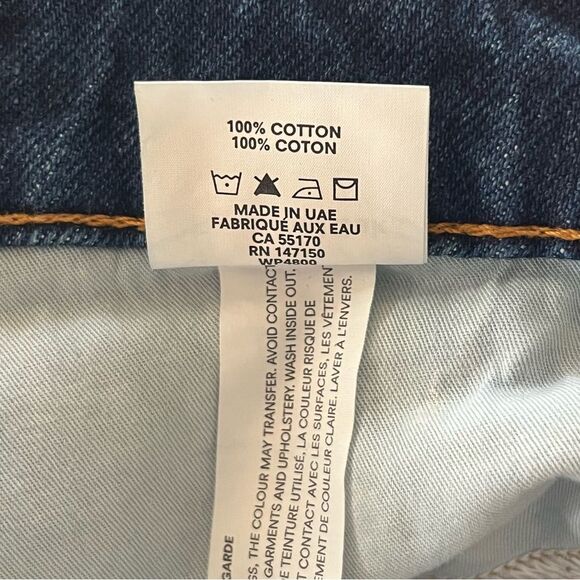 100% COTTON
100% COTON
MADE IN UAE
FABRIQUÉ AUX EAU
CA 55170
RN 147150
WP4899
GARDE
S, THE COLOUR MAY TRANSFER. AVOID CONTACT
GARMENTS AND UPHOLSTERY. WASH INSIDE OUT.
E TEINTURE UTILISÉ, LA COULEUR RISQUE DE
T CONTACT AVEC LES SURFACES, LES VÊTEMENT
EMENT DE COULEUR CLAIRE. LAVER À L'ENVERS.